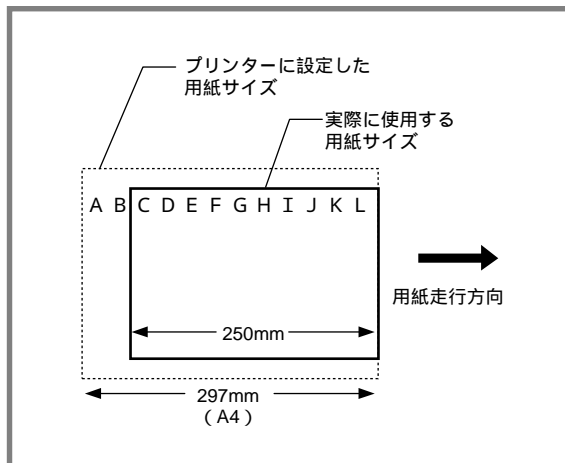 プリンターに設定した
用紙サイズ
実際に使用する
用紙サイズ
A B C D E F G H I J K L
用紙走行方向
250mm
297mm
（A4）